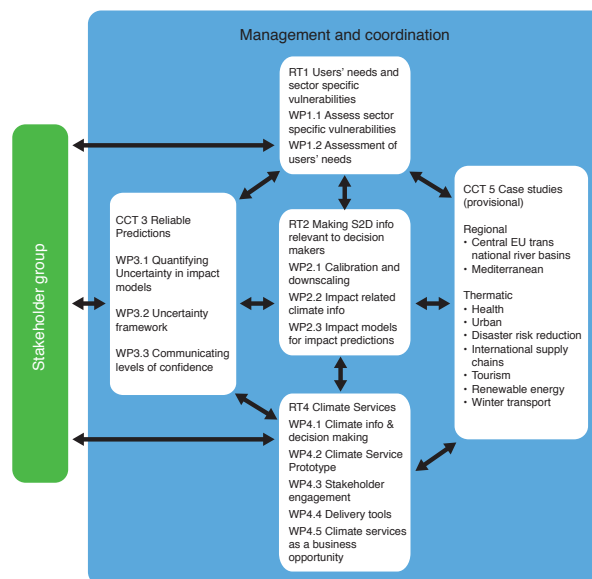 Management and coordination
Stakeholder group
RT1 Users' needs and
sector specific
vulnerabilities
WP1.1 Assess sector
specific vulnerabilities
WP1.2 Assessment of
users' needs
CCT 3 Reliable
Predictions
WP3.1 Quantifying
Uncertainty in impact
models
WP3.2 Uncertainty
framework
WP3.3 Communicating
levels of confidence
RT2 Making S2D info
relevant to decision
makers
WP2.1 Calibration and
downscaling
WP2.2 Impact related
climate info
WP2.3 Impact models
for impact predictions
CCT 5 Case studies
(provisional)
Regional
• Central EU trans
national river basins
• Mediterranean
Thermatic
• Health
• Urban
• Disaster risk reduction
• International supply
chains
• Tourism
• Renewable energy
• Winter transport
RT4 Climate Services
WP4.1 Climate info &
decision making
WP4.2 Climate Service
Prototype
WP4.3 Stakeholder
engagement
WP4.4 Delivery tools
WP4.5 Climate services
as a business
opportunity